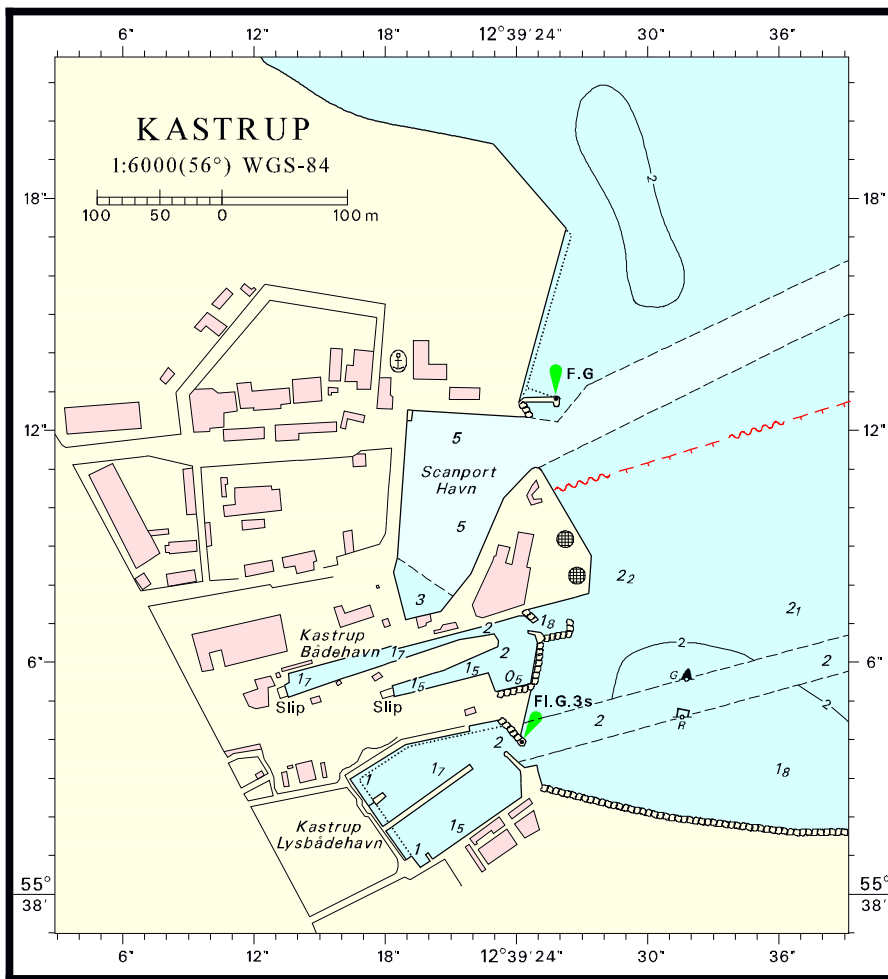 6" 12" 18" 12°39'24" 30" 36"
KASTRUP
1:6000(56°) WGS-84
100 50 0 100 m
2
18" 18"
F.G
12" 12"
5
Scanport
Havn
5
2₂
3
2₁
1₈
2
Kastrup
Bådehavn
1₇
2
2
6" 6"
2
1₅
1₇
1₅
0₅
G
Slip
Slip
Fl.G.3s
2
2
R
2
1₇
1
1₈
Kastrup
Lysbådehavn
1₅
1
55° 55°
38' 38'
6" 12" 18" 12°39'24" 30" 36"